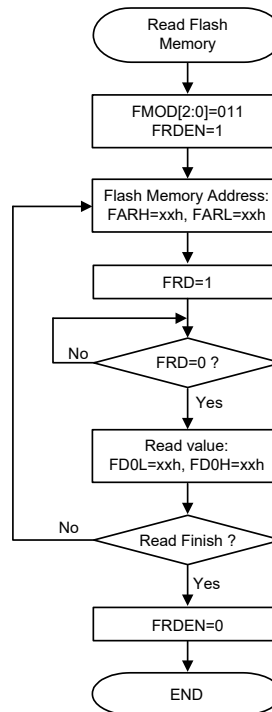 Read Flash
Memory
FMOD[2:0]=011
FRDEN=1
Flash Memory Address:
FARH=xxh, FARL=xxh
FRD=1
No
FRD=0 ?
Yes
Read value:
FD0L=xxh, FD0H=xxh
No
Read Finish ?
Yes
FRDEN=0
END